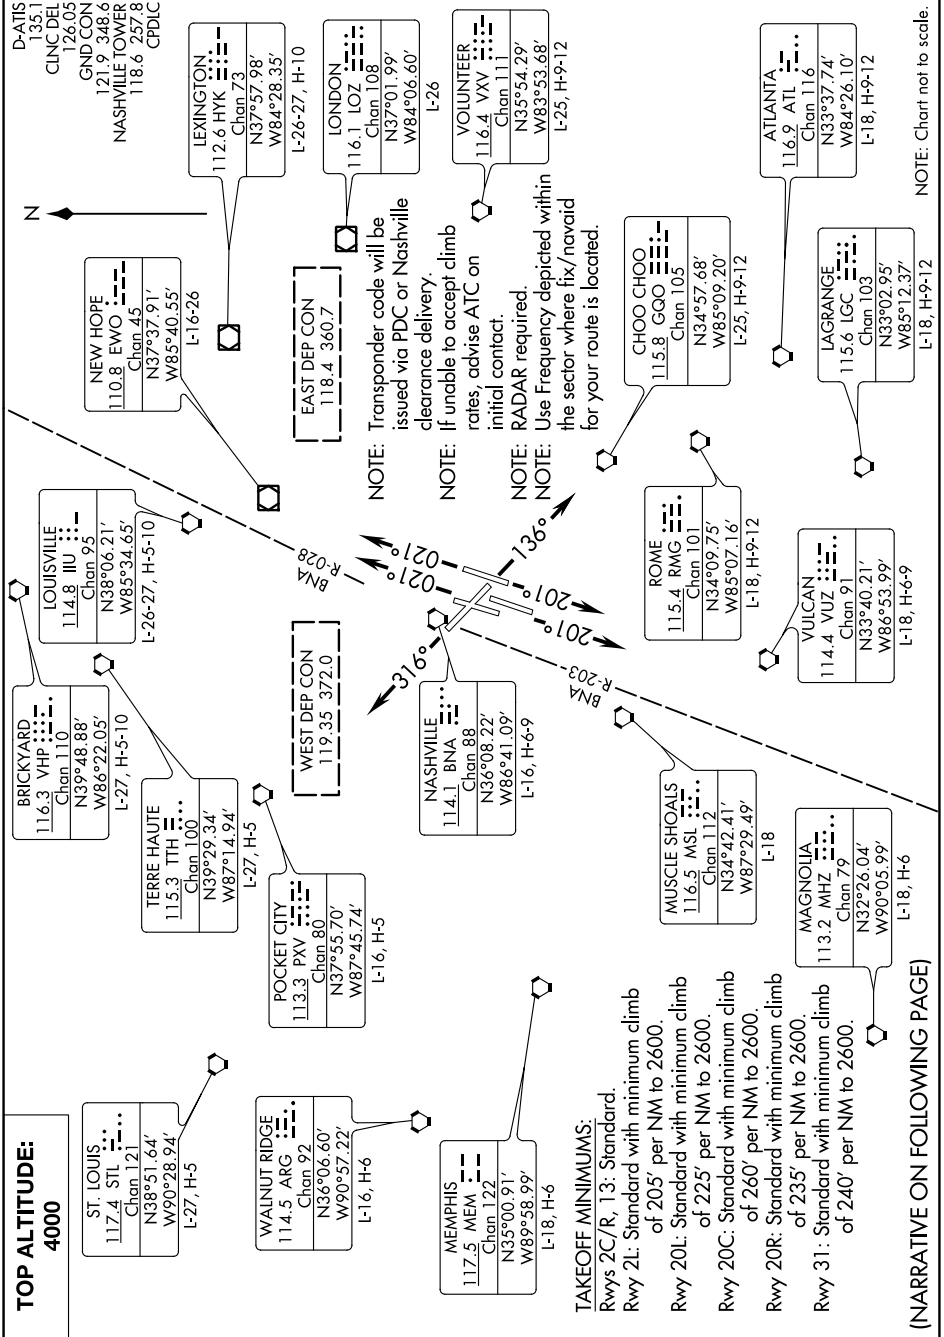 TOP ALTITUDE:
4000
D-ATIS
135.1
CLNC DEL
126.05
GND CON
121.9 348.6
NASHVILLE TOWER
118.6 257.8
CPDLC
N
ST. LOUIS
117.4 STL
Chan 121
N38°51.64′
W90°28.94′
L-27, H-5
TERRE HAUTE
115.3 TTH
Chan 100
N39°29.34′
W87°14.94′
L-27, H-5
BRICKYARD
116.3 VHP
Chan 110
N39°48.88′
W86°22.05′
L-27, H-5-10
LOUISVILLE
114.8 IIU
Chan 95
N38°06.21′
W85°34.65′
L-26-27, H-5-10
NEW HOPE
110.8 EWO
Chan 45
N37°37.91′
W85°40.55′
L-16-26
LEXINGTON
112.6 HYK
Chan 73
N37°57.98′
W84°28.35′
L-26-27, H-10
LONDON
116.1 LOZ
Chan 108
N37°01.99′
W84°06.60′
L-26
POCKET CITY
113.3 PXV
Chan 80
N37°55.70′
W87°45.74′
L-16, H-5
WALNUT RIDGE
114.5 ARG
Chan 92
N36°06.60′
W90°57.22′
L-16, H-6
WEST DEP CON
119.35 372.0
EAST DEP CON
118.4 360.7
BNA
R-028
NASHVILLE
114.1 BNA
Chan 88
N36°08.22′
W86°41.09′
L-16, H-6-9
316°
021°
021°
136°
201°
201°
BNA
R-203
VOLUNTEER
116.4 VXV
Chan 111
N35°54.29′
W83°53.68′
L-25, H-9-12
NOTE: Transponder code will be
issued via PDC or Nashville
clearance delivery.
NOTE: If unable to accept climb
rates, advise ATC on
initial contact.
NOTE: RADAR required.
NOTE: Use Frequency depicted within
the sector where fix/navaid
for your route is located.
MEMPHIS
117.5 MEM
Chan 122
N35°00.91′
W89°58.99′
L-18, H-6
MUSCLE SHOALS
116.5 MSL
Chan 112
N34°42.41′
W87°29.49′
L-18
CHOO CHOO
115.8 GQO
Chan 105
N34°57.68′
W85°09.20′
L-25, H-9-12
ROME
115.4 RMG
Chan 101
N34°09.75′
W85°07.16′
L-18, H-9-12
ATLANTA
116.9 ATL
Chan 116
N33°37.74′
W84°26.10′
L-18, H-9-12
MAGNOLIA
113.2 MHZ
Chan 79
N32°26.04′
W90°05.99′
L-18, H-6
VULCAN
114.4 VUZ
Chan 91
N33°40.21′
W86°53.99′
L-18, H-6-9
LAGRANGE
115.6 LGC
Chan 103
N33°02.95′
W85°12.37′
L-18, H-9-12
TAKEOFF MINIMUMS:
Rwys 2C/R, 13: Standard.
Rwy 2L: Standard with minimum climb
of 205′ per NM to 2600.
Rwy 20L: Standard with minimum climb
of 225′ per NM to 2600.
Rwy 20C: Standard with minimum climb
of 260′ per NM to 2600.
Rwy 20R: Standard with minimum climb
of 235′ per NM to 2600.
Rwy 31: Standard with minimum climb
of 240′ per NM to 2600.
(NARRATIVE ON FOLLOWING PAGE)
NOTE: Chart not to scale.